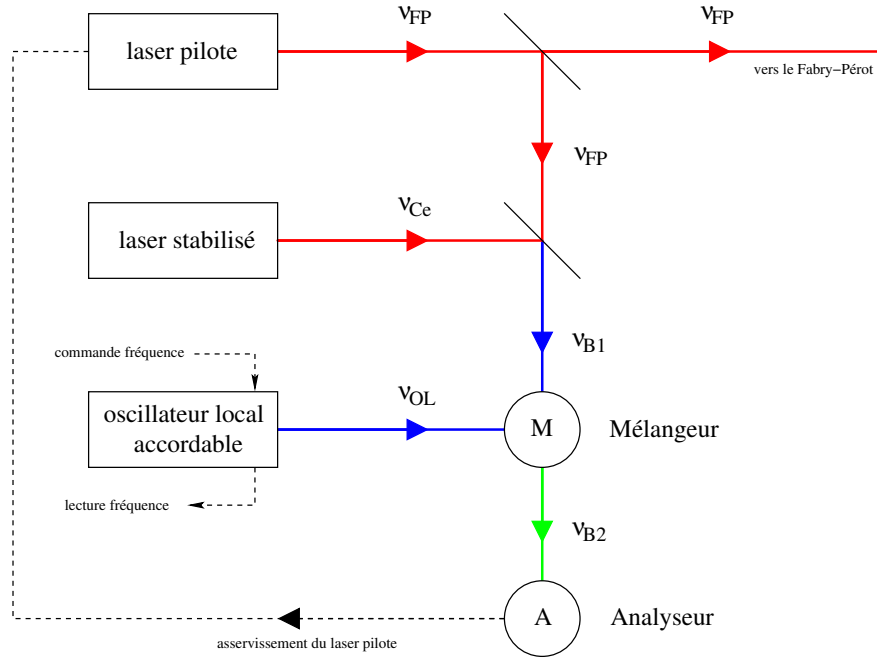 νFP
νFP
laser pilote
vers le Fabry−Pérot
νFP
νCe
laser stabilisé
νB1
commande fréquence
νOL
oscillateur local
accordable
M
Mélangeur
lecture fréquence
νB2
A
Analyseur
asservissement du laser pilote